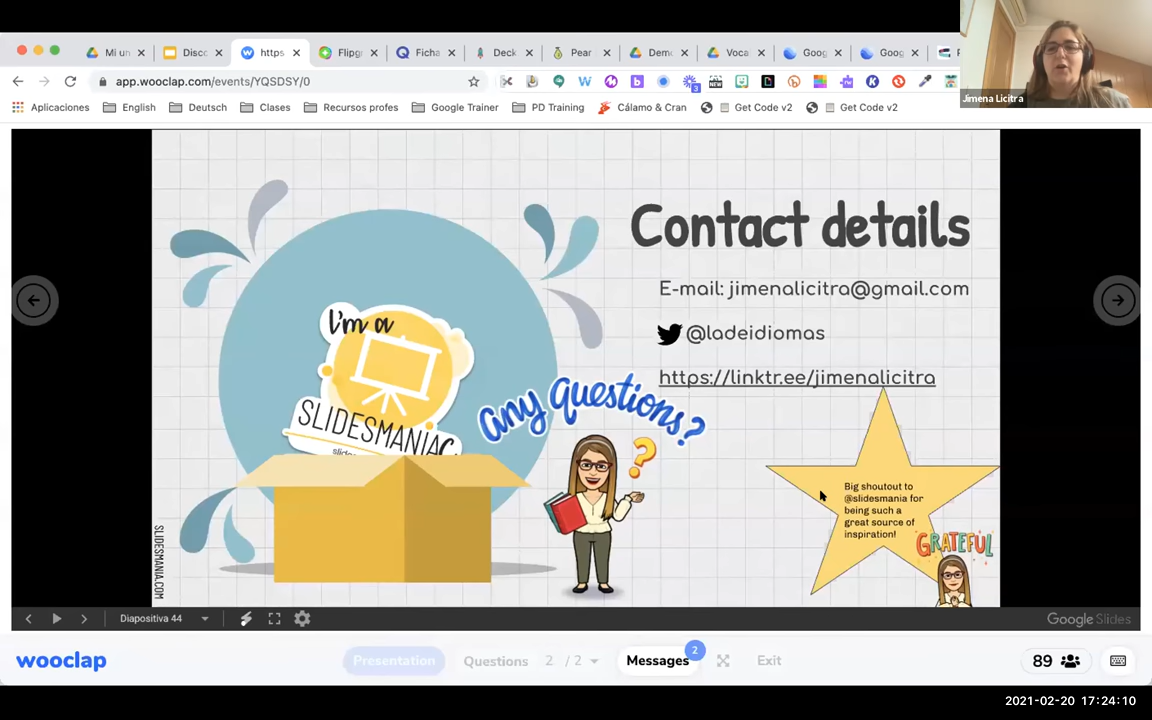 Mi un
Disco
https
Flipgr
Ficha
Deck
Pear
Demo
Voca
Goog
Goog
app.wooclap.com/events/YQSDSY/0
Aplicaciones
English
Deutsch
Clases
Recursos profes
Google Trainer
PD Training
Cálamo & Cran
Get Code v2
Get Code v2
Jimena Licitra
Contact details
E-mail: jimenalicitra@gmail.com
@ladeidiomas
https://linktr.ee/jimenalicitra
I'm a
SLIDESMANIAC
any questions?
Big shoutout to
@slidesmania for
being such a
great source of
inspiration!
GRATEFUL
SLIDESMANIA.COM
Diapositiva 44
Google Slides
wooclap
Presentation
Questions 2 / 2
Messages 2
Exit
89
2021-02-20 17:24:10